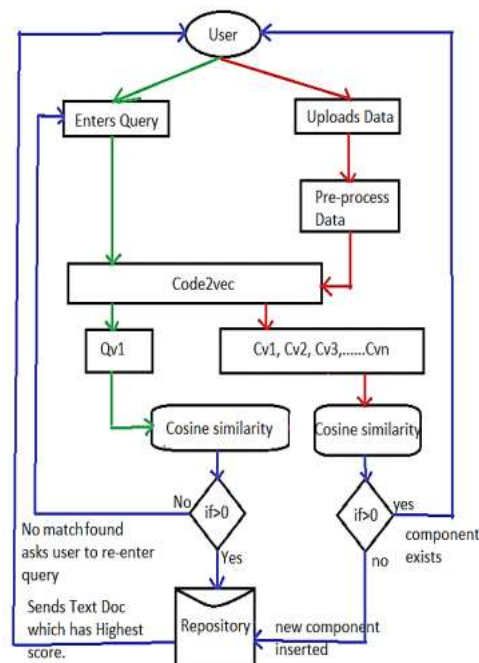 User
Enters Query
Uploads Data
Pre-process
Data
Code2vec
Qv1
Cv1, Cv2, Cv3,......Cvn
Cosine similarity
Cosine similarity
No
if>0
Yes
if>0
yes
component
exists
no
No match found
asks user to re-enter
query
Sends Text Doc
which has Highest
score.
Repository
new component
inserted